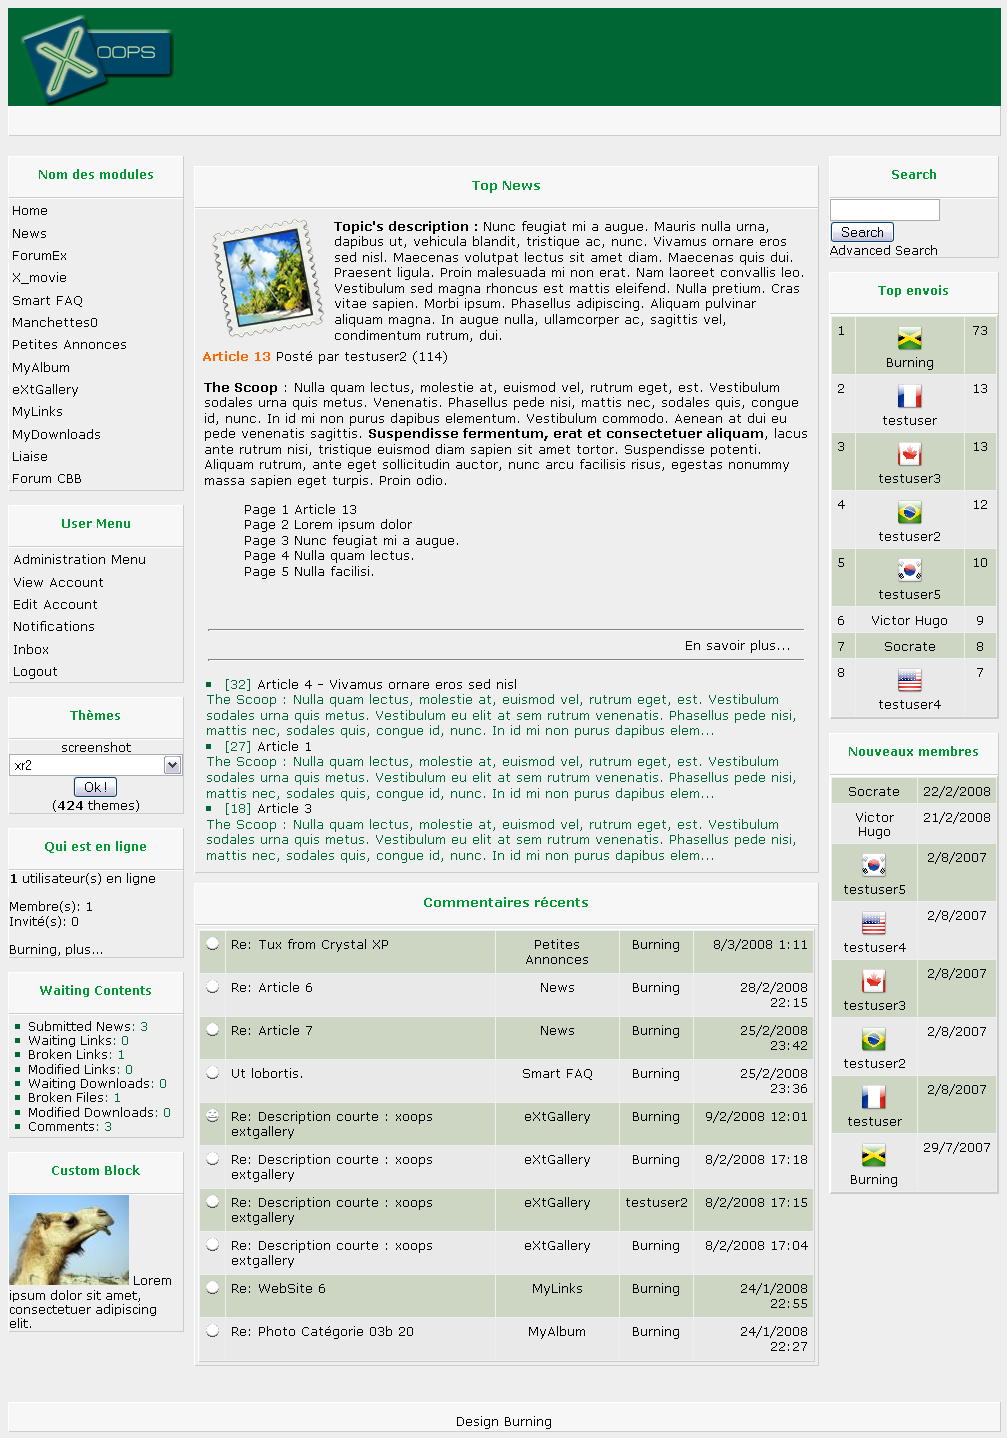 XOOPS
Nom des modules
Home
News
ForumEx
X_movie
Smart FAQ
Manchettes0
Petites Annonces
MyAlbum
eXtGallery
MyLinks
MyDownloads
Liaise
Forum CBB
User Menu
Administration Menu
View Account
Edit Account
Notifications
Inbox
Logout
Thèmes
screenshot
xr2
Ok !
(424 themes)
Qui est en ligne
1 utilisateur(s) en ligne
Membre(s): 1
Invité(s): 0
Burning, plus...
Waiting Contents
Submitted News: 3
Waiting Links: 0
Broken Links: 1
Modified Links: 0
Waiting Downloads: 0
Broken Files: 1
Modified Downloads: 0
Comments: 3
Custom Block
Lorem
ipsum dolor sit amet,
consectetuer adipiscing
elit.
Top News
Topic's description : Nunc feugiat mi a augue. Mauris nulla urna,
dapibus ut, vehicula blandit, tristique ac, nunc. Vivamus ornare eros
sed nisl. Maecenas volutpat lectus sit amet diam. Maecenas quis dui.
Praesent ligula. Proin malesuada mi non erat. Nam laoreet convallis leo.
Vestibulum sed magna rhoncus est mattis eleifend. Nulla pretium. Cras
vitae sapien. Morbi ipsum. Phasellus adipiscing. Aliquam pulvinar
aliquam magna. In augue nulla, ullamcorper ac, sagittis vel,
condimentum rutrum, dui.
Article 13 Posté par testuser2 (114)
The Scoop : Nulla quam lectus, molestie at, euismod vel, rutrum eget, est. Vestibulum
sodales urna quis metus. Venenatis. Phasellus pede nisi, mattis nec, sodales quis, congue
id, nunc. In id mi non purus dapibus elementum. Vestibulum commodo. Aenean at dui eu
pede venenatis sagittis. Suspendisse fermentum, erat et consectetuer aliquam, lacus
ante rutrum nisi, tristique euismod diam sapien sit amet tortor. Suspendisse potenti.
Aliquam rutrum, ante eget sollicitudin auctor, nunc arcu facilisis risus, egestas nonummy
massa sapien eget turpis. Proin odio.
Page 1 Article 13
Page 2 Lorem ipsum dolor
Page 3 Nunc feugiat mi a augue.
Page 4 Nulla quam lectus.
Page 5 Nulla facilisi.
En savoir plus...
[32] Article 4 - Vivamus ornare eros sed nisl
The Scoop : Nulla quam lectus, molestie at, euismod vel, rutrum eget, est. Vestibulum
sodales urna quis metus. Vestibulum eu elit at sem rutrum venenatis. Phasellus pede nisi,
mattis nec, sodales quis, congue id, nunc. In id mi non purus dapibus elem...
[27] Article 1
The Scoop : Nulla quam lectus, molestie at, euismod vel, rutrum eget, est. Vestibulum
sodales urna quis metus. Vestibulum eu elit at sem rutrum venenatis. Phasellus pede nisi,
mattis nec, sodales quis, congue id, nunc. In id mi non purus dapibus elem...
[18] Article 3
The Scoop : Nulla quam lectus, molestie at, euismod vel, rutrum eget, est. Vestibulum
sodales urna quis metus. Vestibulum eu elit at sem rutrum venenatis. Phasellus pede nisi,
mattis nec, sodales quis, congue id, nunc. In id mi non purus dapibus elem...
Commentaires récents
Re: Tux from Crystal XP Petites Burning 8/3/2008 1:11
Annonces
Re: Article 6 News Burning 28/2/2008
22:15
Re: Article 7 News Burning 25/2/2008
23:42
Ut lobortis. Smart FAQ Burning 25/2/2008
23:36
Re: Description courte : xoops eXtGallery Burning 9/2/2008 12:01
extgallery
Re: Description courte : xoops eXtGallery Burning 8/2/2008 17:18
extgallery
Re: Description courte : xoops eXtGallery testuser2 8/2/2008 17:15
extgallery
Re: Description courte : xoops eXtGallery Burning 8/2/2008 17:04
extgallery
Re: WebSite 6 MyLinks Burning 24/1/2008
22:55
Re: Photo Catégorie 03b 20 MyAlbum Burning 24/1/2008
22:27
Search
Search
Advanced Search
Top envois
1 73
Burning
2 13
testuser
3 13
testuser3
4 12
testuser2
5 10
testuser5
6 Victor Hugo 9
7 Socrate 8
8 7
testuser4
Nouveaux membres
Socrate 22/2/2008
Victor 21/2/2008
Hugo
2/8/2007
testuser5
2/8/2007
testuser4
2/8/2007
testuser3
2/8/2007
testuser2
2/8/2007
testuser
29/7/2007
Burning
Design Burning